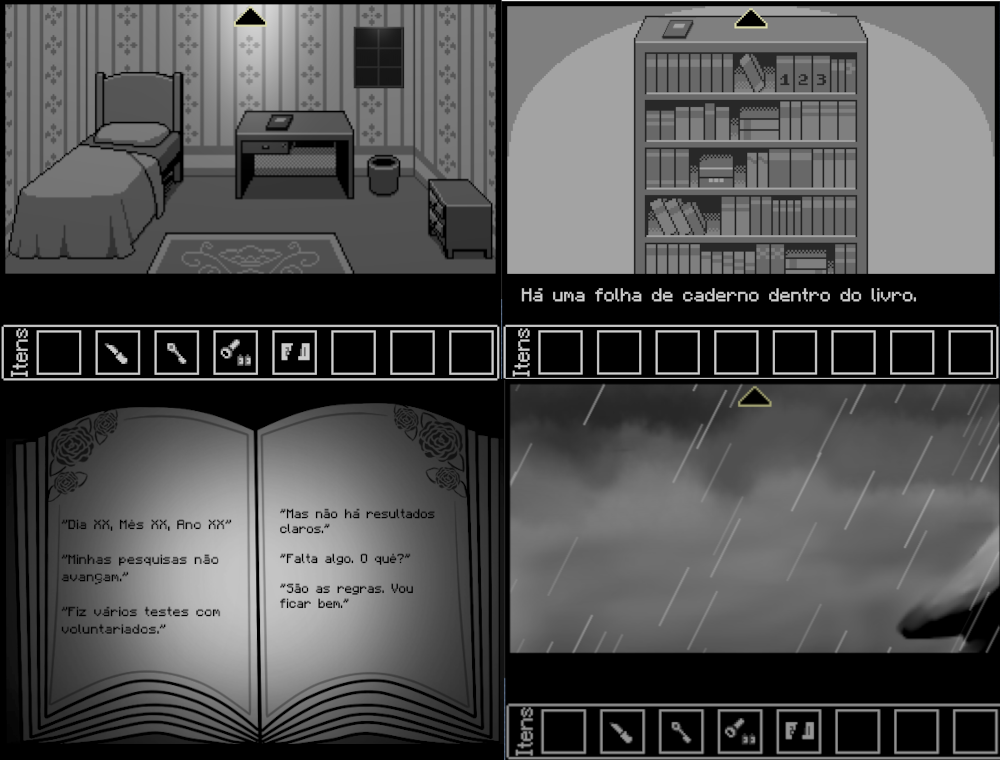 Itens
1 2 3
Há uma folha de caderno dentro do livro.
Itens
"Dia XX, Mês XX, Ano XX"
"Minhas pesquisas não
avançam."
"Fiz vários testes com
voluntariados."
"Mas não há resultados
claros."
"Falta algo. O quê?"
"São as regras. Vou
ficar bem."
Itens